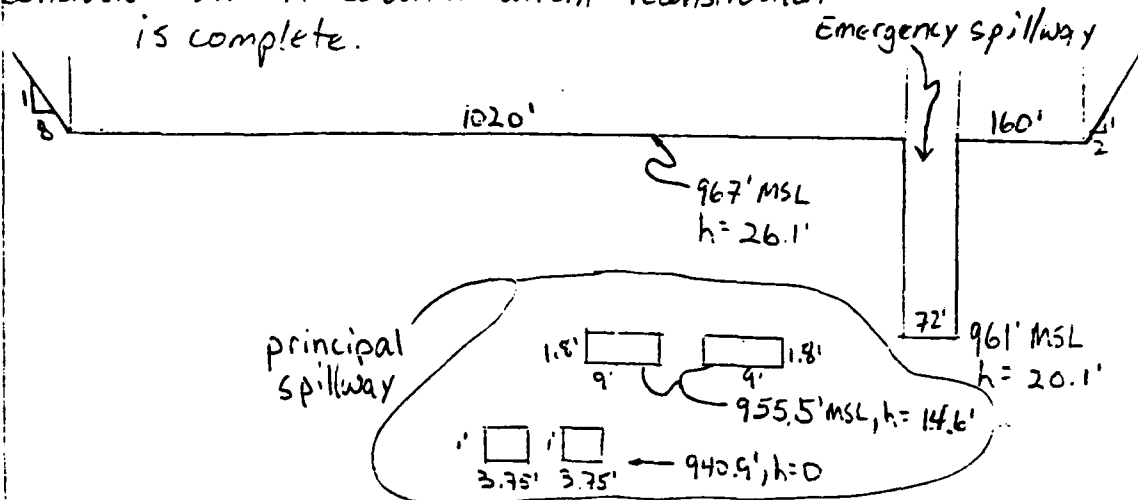 is complete.
Emergency spillway
1
8
1020'
160'
1
2
967' MSL
h= 26.1'
72'
961' MSL
h= 20.1'
principal
spillway
1.8'
9'
9'
1.8'
955.5' MSL, h= 14.6'
1'
1'
3.75'
3.75'
940.9', h=0